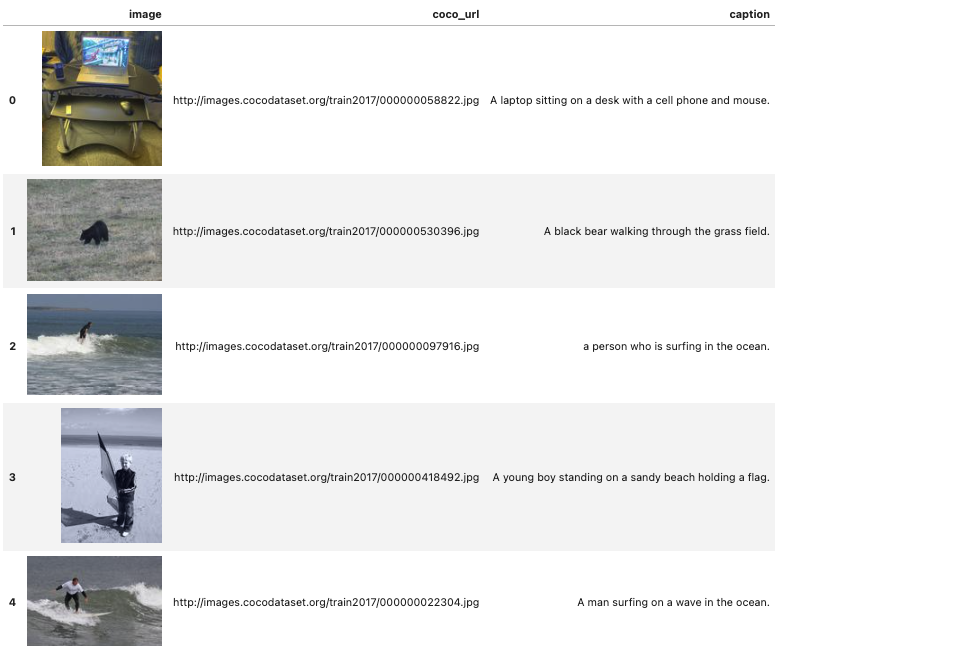 image coco_url caption
0 http://images.cocodataset.org/train2017/000000058822.jpg A laptop sitting on a desk with a cell phone and mouse.
1 http://images.cocodataset.org/train2017/000000530396.jpg A black bear walking through the grass field.
2 http://images.cocodataset.org/train2017/000000097916.jpg a person who is surfing in the ocean.
3 http://images.cocodataset.org/train2017/000000418492.jpg A young boy standing on a sandy beach holding a flag.
4 http://images.cocodataset.org/train2017/000000022304.jpg A man surfing on a wave in the ocean.